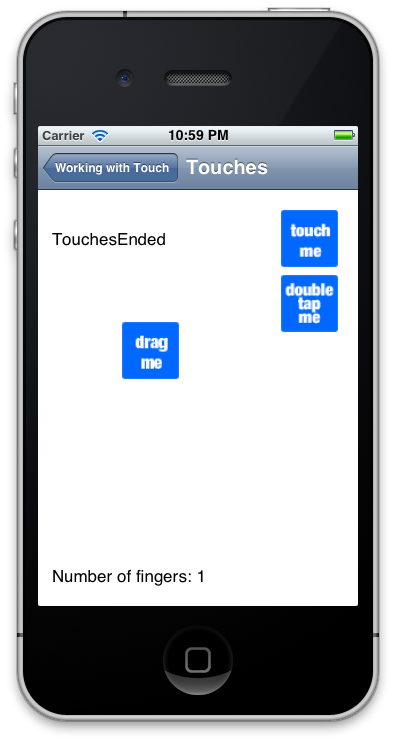 Carrier 10:59 PM
Working with Touch Touches
TouchesEnded
touch
me
double
tap
me
drag
me
Number of fingers: 1